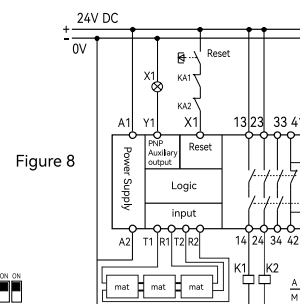 24V DC
+
-
0V
Reset
X1
KA1
KA2
A1 Y1 X1 13 23 33 41
PNP
Auxiliary
output
Reset
Power Supply
Logic
input
Figure 8
A2 T1 R1 T2 R2 14 24 34 42
K1 K2
mat mat mat
ON ON
A
M